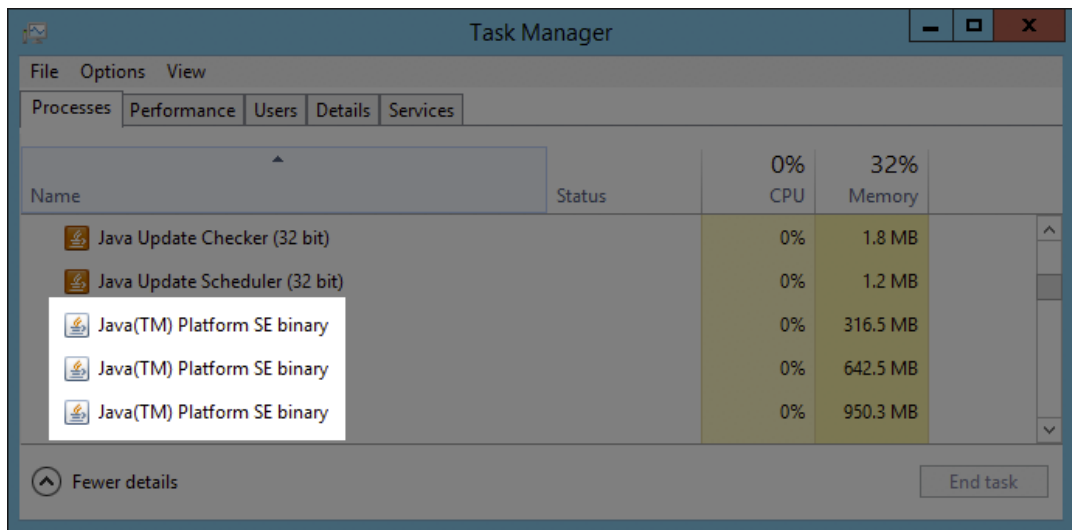 Task Manager
File Options View
Processes Performance Users Details Services
0% 32%
Name Status CPU Memory
Java Update Checker (32 bit) 0% 1.8 MB
Java Update Scheduler (32 bit) 0% 1.2 MB
Java(TM) Platform SE binary 0% 316.5 MB
Java(TM) Platform SE binary 0% 642.5 MB
Java(TM) Platform SE binary 0% 950.3 MB
Fewer details End task